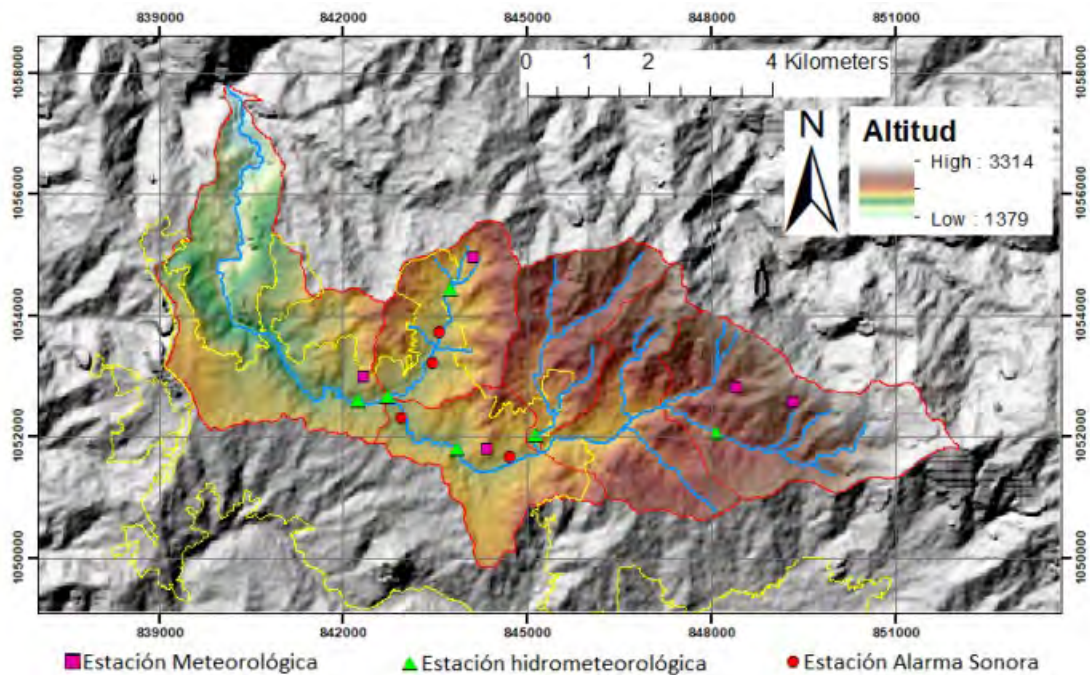 839000 842000 845000 848000 851000
1058000 1058000
0 1 2 4 Kilometers
N
Altitud
High : 3314
Low : 1379
1056000 1056000
1054000 1054000
1052000 1052000
1050000 1050000
839000 842000 845000 848000 851000
Estación Meteorológica Estación hidrometeorológica Estación Alarma Sonora